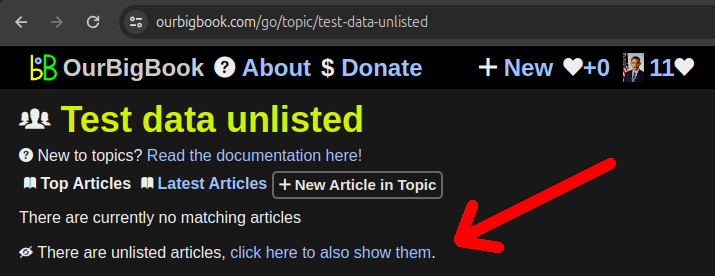 ourbigbook.com/go/topic/test-data-unlisted
OurBigBook ? About $ Donate + New +0 11
Test data unlisted
? New to topics? Read the documentation here!
Top Articles Latest Articles + New Article in Topic
There are currently no matching articles
There are unlisted articles, click here to also show them.